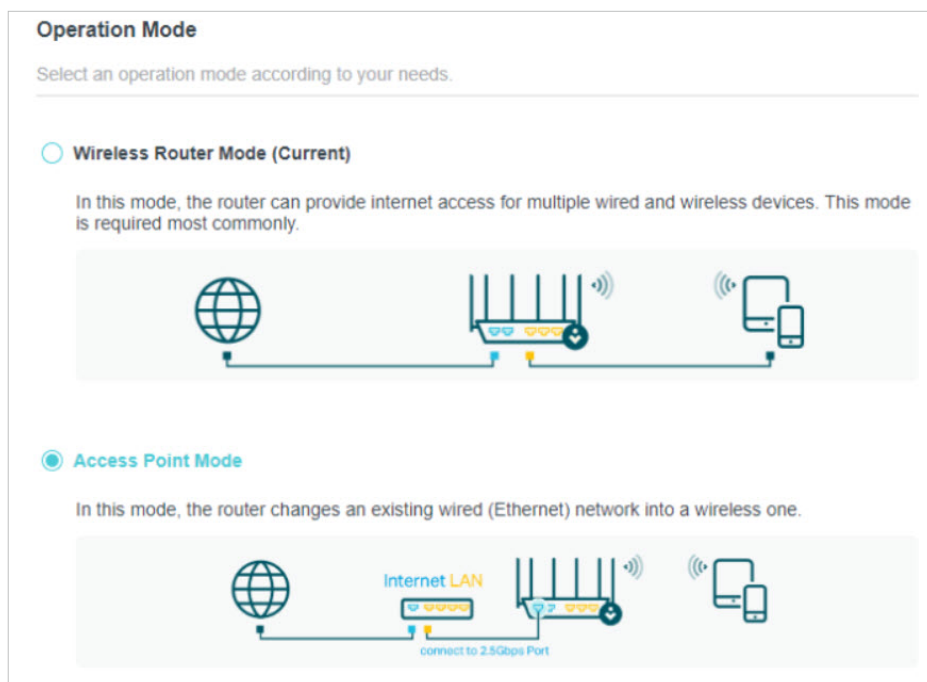 Operation Mode
Select an operation mode according to your needs.
Wireless Router Mode (Current)
In this mode, the router can provide internet access for multiple wired and wireless devices. This mode
is required most commonly.
Access Point Mode
In this mode, the router changes an existing wired (Ethernet) network into a wireless one.
Internet LAN
connect to 2.5Gbps Port